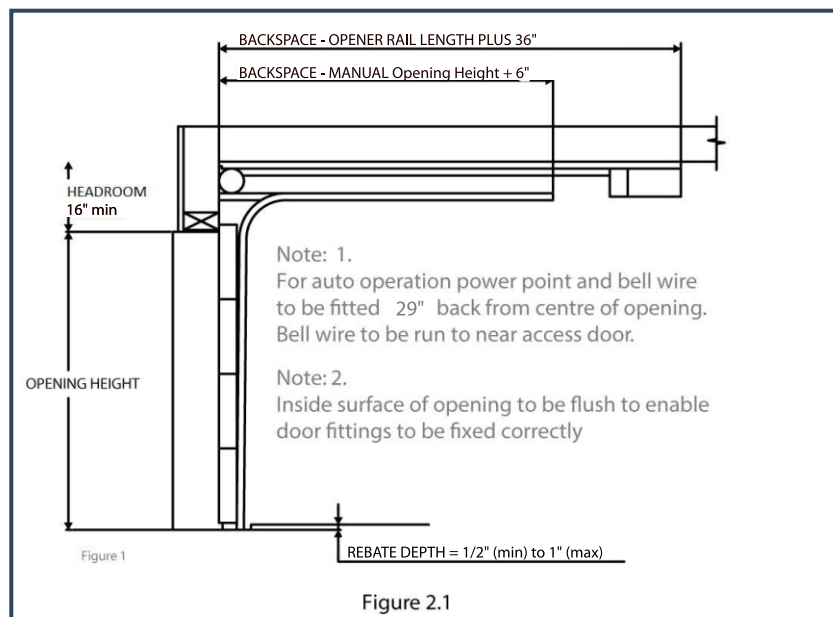 BACKSPACE - OPENER RAIL LENGTH PLUS 36"
BACKSPACE - MANUAL Opening Height + 6"
HEADROOM
16" min
Note: 1.
For auto operation power point and bell wire
to be fitted 29" back from centre of opening.
Bell wire to be run to near access door.
OPENING HEIGHT
Note: 2.
Inside surface of opening to be flush to enable
door fittings to be fixed correctly
Figure 1
REBATE DEPTH = 1/2" (min) to 1" (max)
Figure 2.1